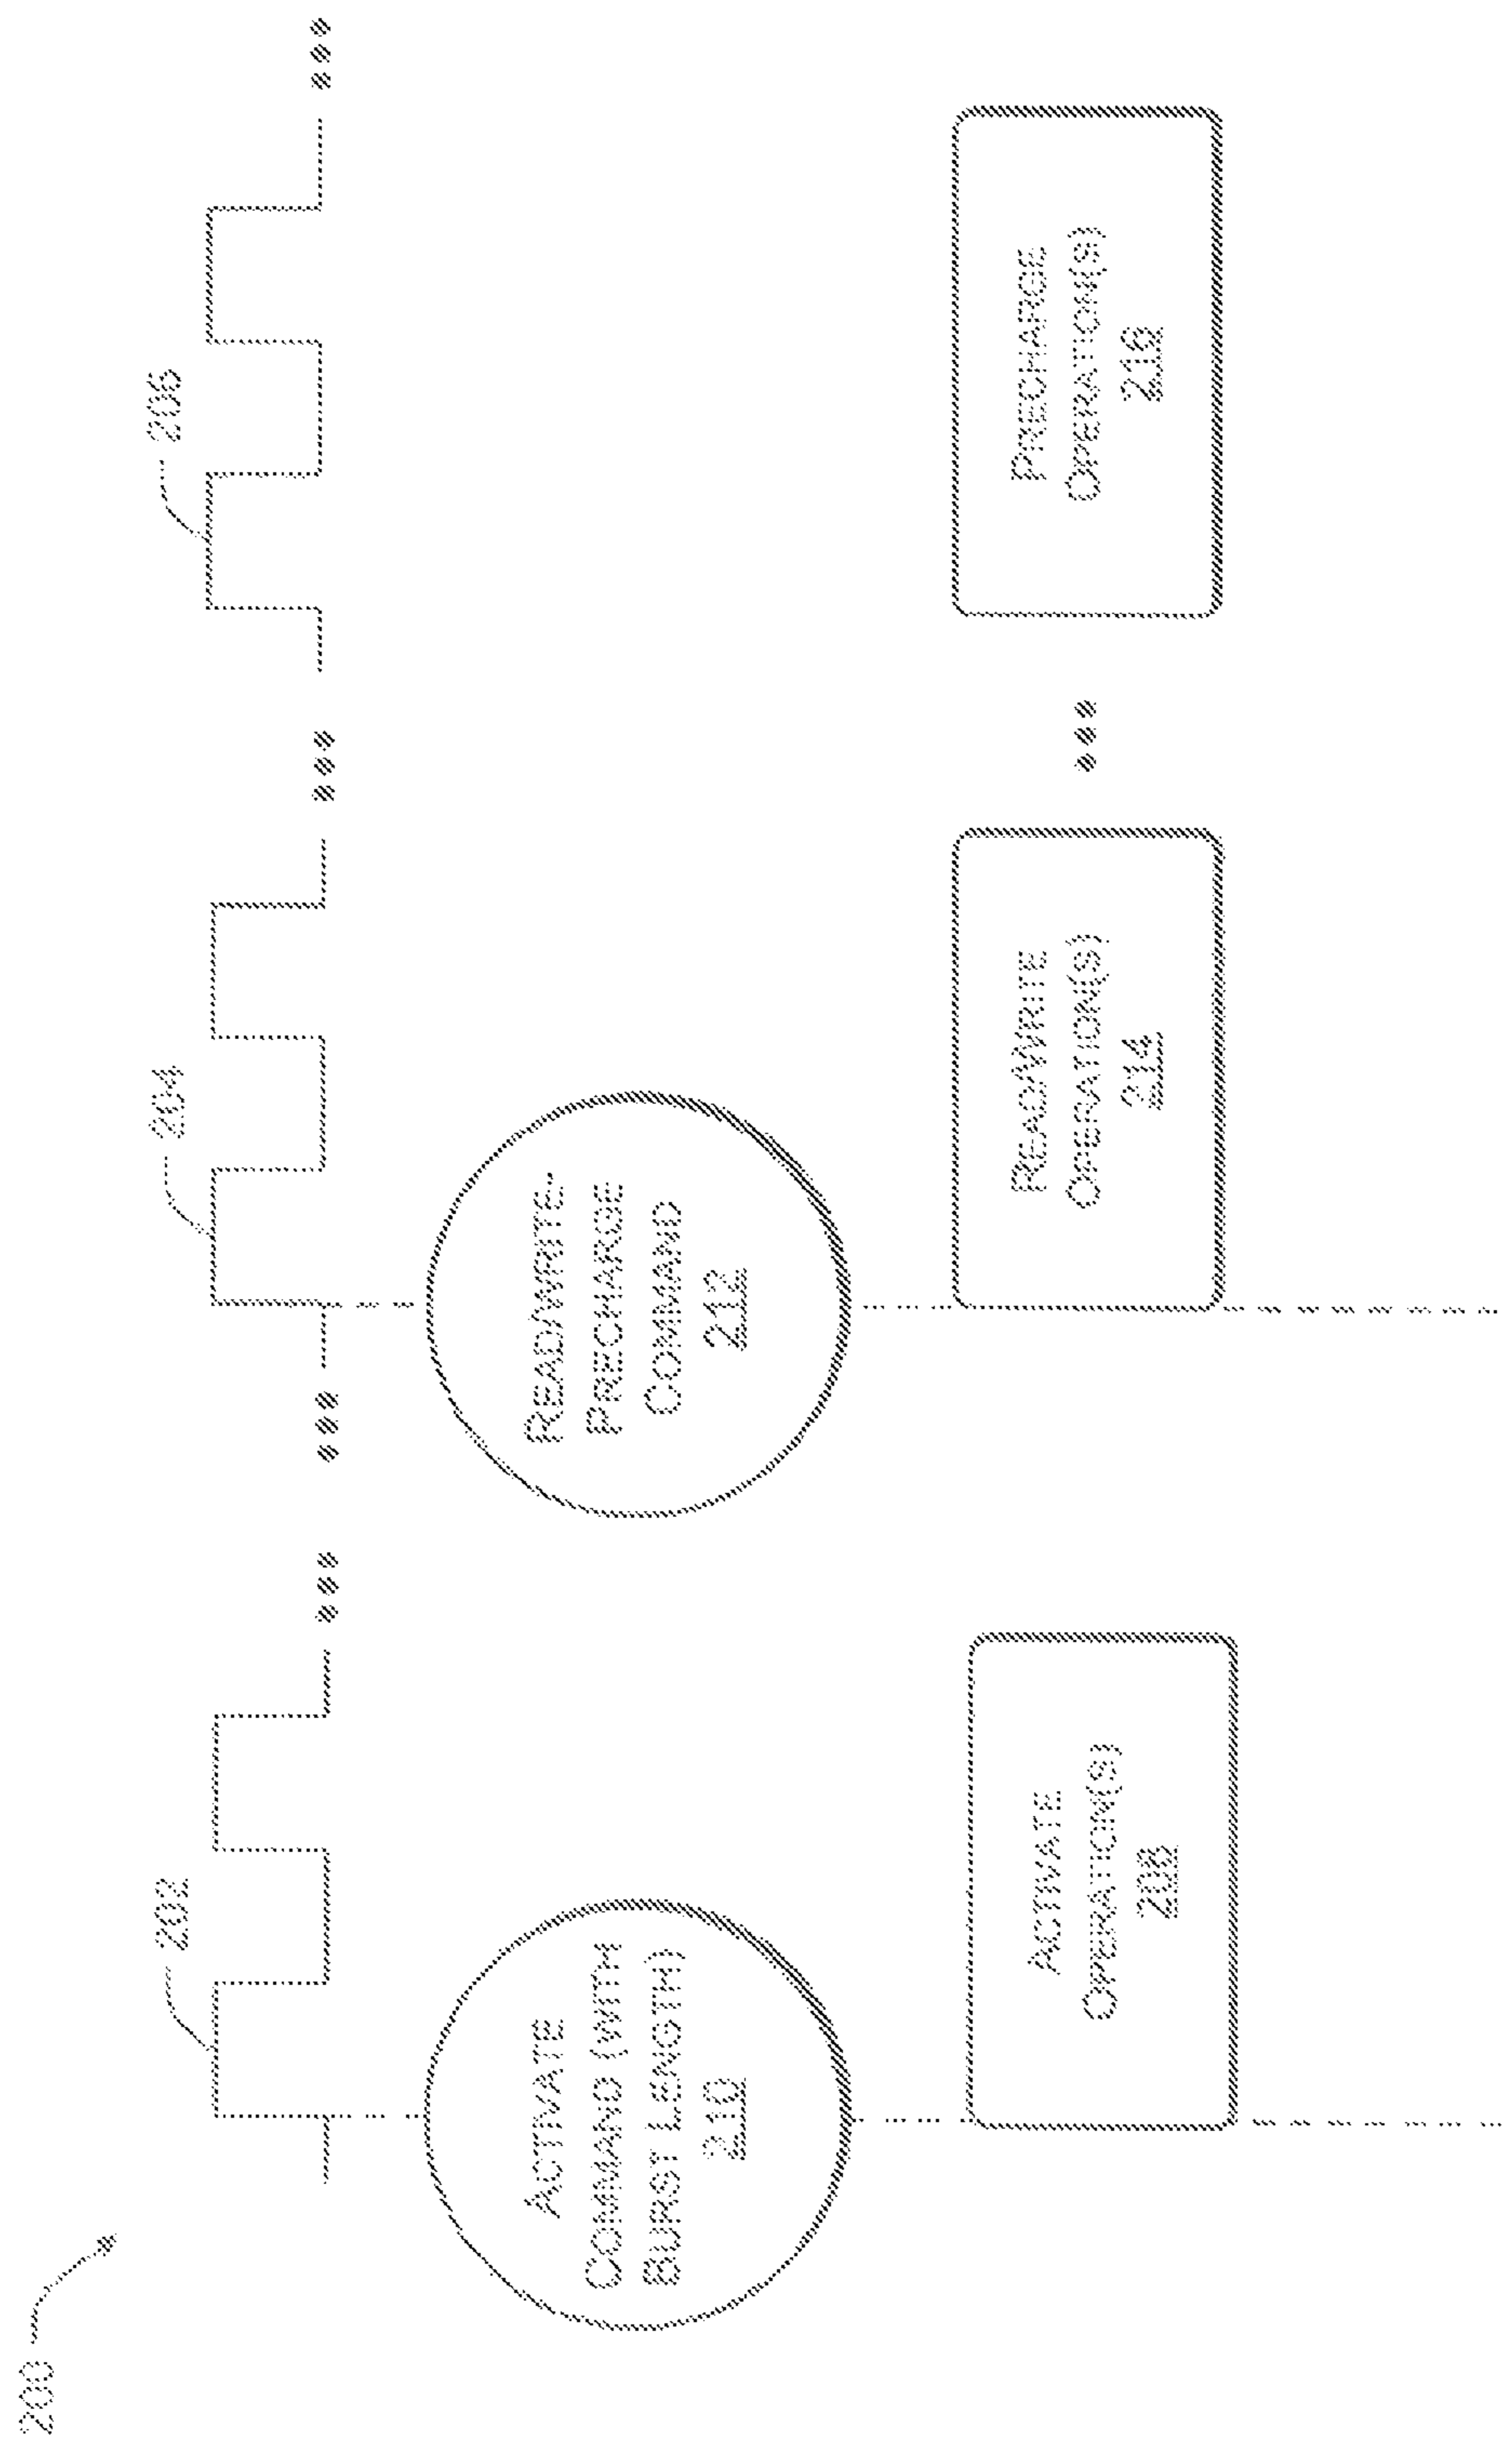 200
202
204
206
ACTIVATE
COMMAND (WITH
BURST LENGTH)
210
READ/WRITE-
PRECHARGE
COMMAND
212
ACTIVATE
OPERATION(S)
208
READ/WRITE
OPERATION(S)
214
PRECHARGE
OPERATION(S)
216